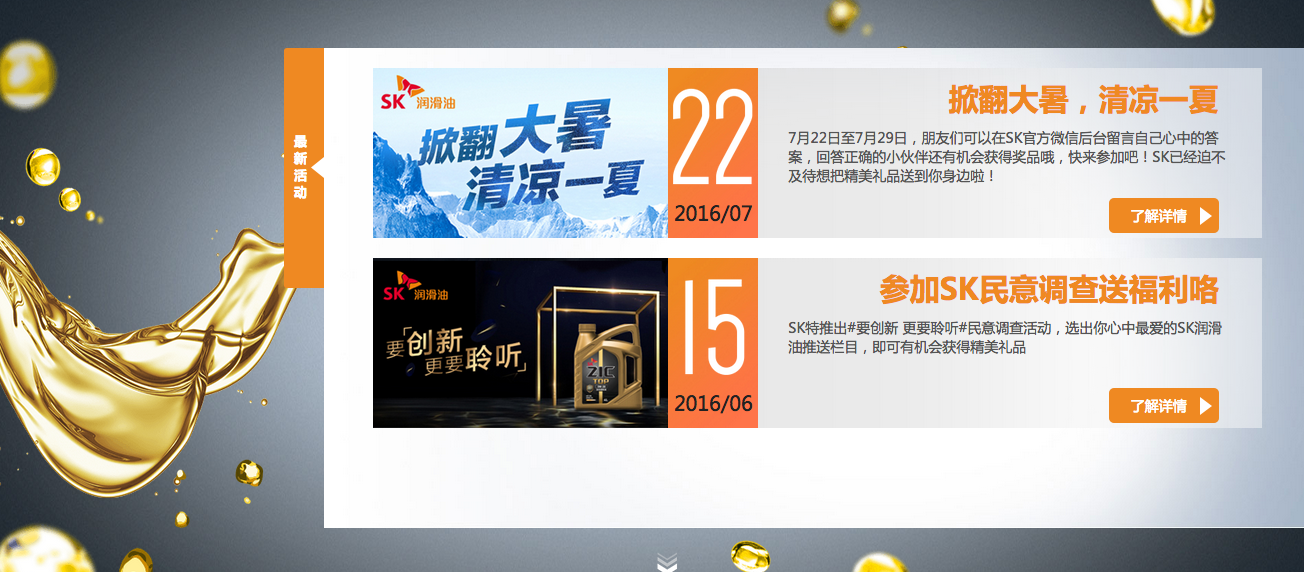 最新活动
SK 润滑油
掀翻大暑
清凉一夏
22
2016/07
掀翻大暑，清凉一夏
7月22日至7月29日，朋友们可以在SK官方微信后台留言自己心中的答
案，回答正确的小伙伴还有机会获得奖品哦，快来参加吧！SK已经迫不
及待想把精美礼品送到你身边啦！
了解详情
SK 润滑油
要「创新
更要聆听」
ZIC
TOP
15
2016/06
参加SK民意调查送福利咯
SK特推出#要创新 更要聆听#民意调查活动，选出你心中最爱的SK润滑
油推送栏目，即可有机会获得精美礼品
了解详情